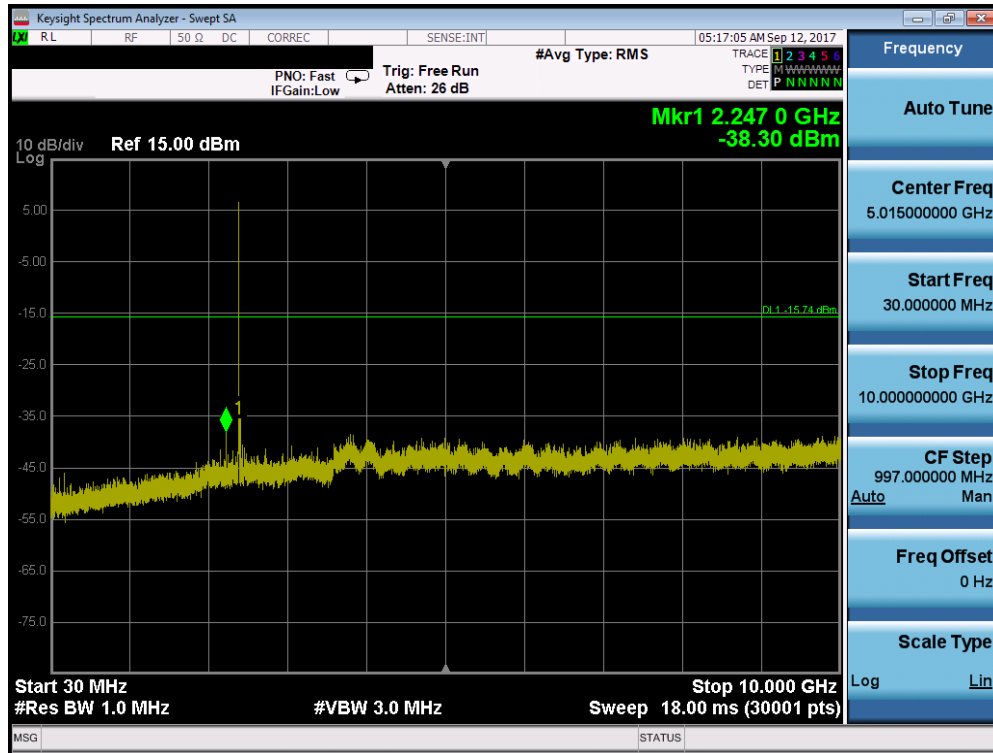 Keysight Spectrum Analyzer - Swept SA
LXI RL RF 50 Ω DC CORREC SENSE:INT 05:17:05 AM Sep 12, 2017
#Avg Type: RMS
TRACE 1 2 3 4 5 6
TYPE M WWWWW
DET P N N N N N
PNO: Fast
IFGain:Low
Trig: Free Run
Atten: 26 dB
Mkr1 2.247 0 GHz
-38.30 dBm
10 dB/div
Log
Ref 15.00 dBm
5.00
-5.00
-15.0
DL1 -15.74 dBm
-25.0
-35.0
1
-45.0
-55.0
-65.0
-75.0
Start 30 MHz
Stop 10.000 GHz
#Res BW 1.0 MHz
#VBW 3.0 MHz
Sweep 18.00 ms (30001 pts)
MSG
STATUS
Frequency
Auto Tune
Center Freq
5.015000000 GHz
Start Freq
30.000000 MHz
Stop Freq
10.000000000 GHz
CF Step
997.000000 MHz
Auto Man
Freq Offset
0 Hz
Scale Type
Log Lin